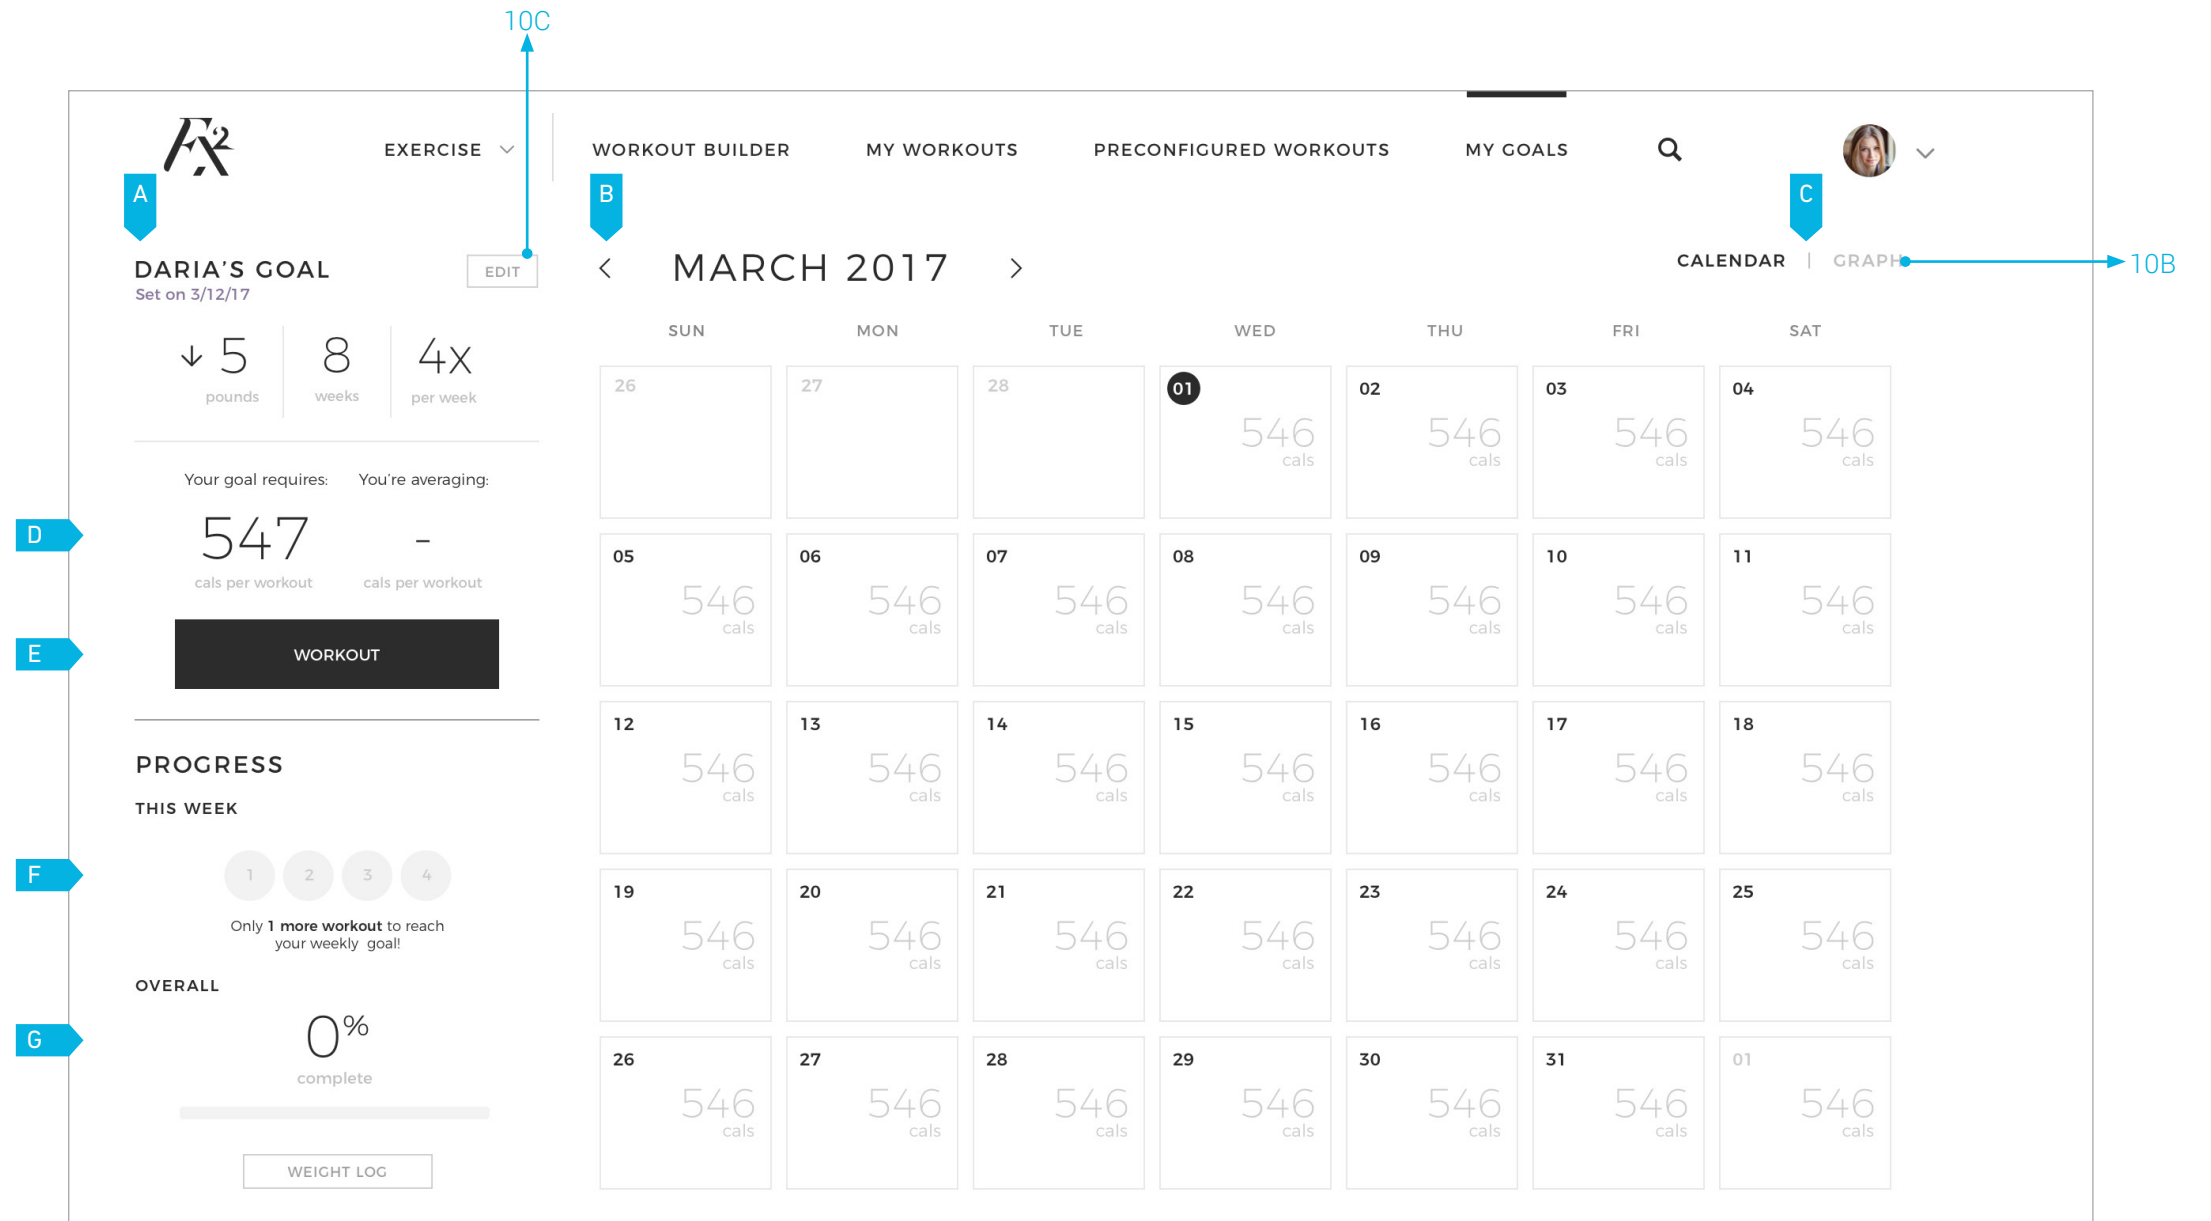 10C
FX2
EXERCISE
WORKOUT BUILDER
MY WORKOUTS
PRECONFIGURED WORKOUTS
MY GOALS
A
B
C
DARIA'S GOAL
EDIT
Set on 3/12/17
5
pounds
8
weeks
4x
per week
Your goal requires:
You're averaging:
D
547
-
cals per workout
cals per workout
E
WORKOUT
PROGRESS
THIS WEEK
F
1 2 3 4
Only 1 more workout to reach
your weekly goal!
OVERALL
G
0%
complete
WEIGHT LOG
MARCH 2017
CALENDAR | GRAPH
10B
SUN MON TUE WED THU FRI SAT
26 27 28 01 02 03 04
546 546 546 546
cals cals cals cals
05 06 07 08 09 10 11
546 546 546 546 546 546 546
cals cals cals cals cals cals cals
12 13 14 15 16 17 18
546 546 546 546 546 546 546
cals cals cals cals cals cals cals
19 20 21 22 23 24 25
546 546 546 546 546 546 546
cals cals cals cals cals cals cals
26 27 28 29 30 31 01
546 546 546 546 546 546 546
cals cals cals cals cals cals cals